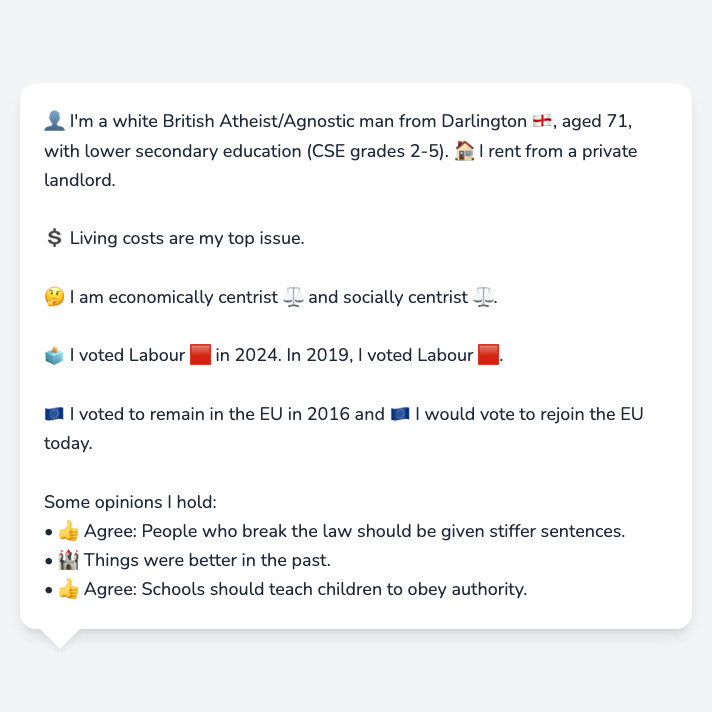 👤 I'm a white British Atheist/Agnostic man from Darlington 🏴󠁧󠁢󠁥󠁮󠁧󠁿, aged 71,
with lower secondary education (CSE grades 2-5). 🏠 I rent from a private
landlord.
💲 Living costs are my top issue.
🤔 I am economically centrist ⚖️ and socially centrist ⚖️.
🗳️ I voted Labour 🟥 in 2024. In 2019, I voted Labour 🟥.
🇪🇺 I voted to remain in the EU in 2016 and 🇪🇺 I would vote to rejoin the EU
today.
Some opinions I hold:
• 👍 Agree: People who break the law should be given stiffer sentences.
• 🏰 Things were better in the past.
• 👍 Agree: Schools should teach children to obey authority.